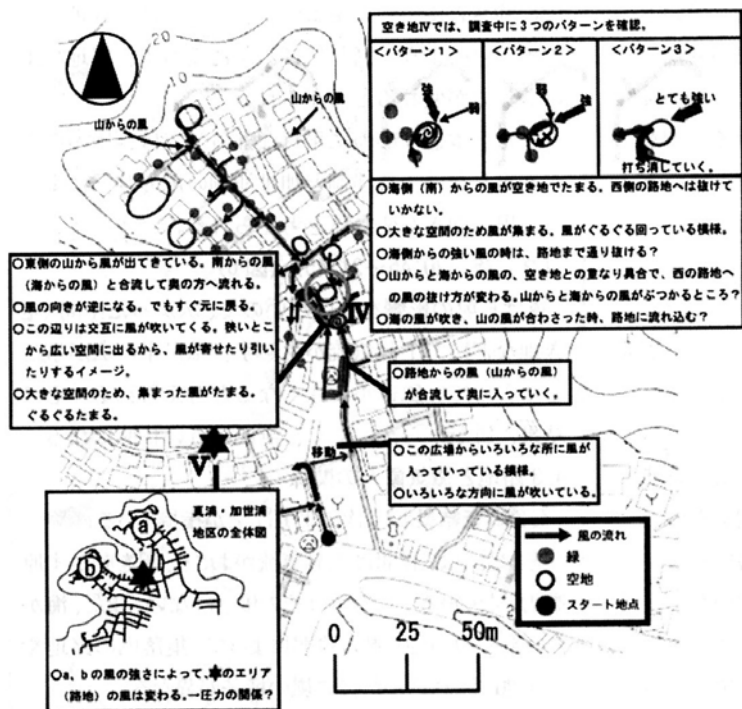 空き地Ⅳでは、調査中に３つのパターンを確認。
＜パターン１＞
＜パターン２＞
＜パターン３＞
強
弱
弱
強
とても強い
打ち消していく。
○海側（南）からの風が空き地でたまる。西側の路地へは抜けて
いかない。
○大きな空間のため風が集まる。風がぐるぐる回っている模様。
○海側からの強い風の時は、路地まで通り抜ける？
○山からと海からの風の、空き地との重なり具合で、西の路地へ
の風の抜け方が変わる。山からと海からの風がぶつかるところ？
○海の風が吹き、山の風が合わさった時、路地に流れ込む？
20
10
20
山からの風
山からの風
○東側の山から風が出てきている。南からの風
（海からの風）と合流して奥の方へ流れる。
○風の向きが逆になる。でもすぐ元に戻る。
○この辺りは交互に風が吹いてくる。狭いとこ
から広い空間に出るから、風が寄せたり引い
たりするイメージ。
○大きな空間のため、集まった風がたまる。
ぐるぐるたまる。
Ⅳ
○路地からの風（山からの風）
が合流して奥に入っていく。
Ⅴ
移動
○この広場からいろいろな所に風が
入っていっている模様。
○いろいろな方向に風が吹いている。
真浦・加世浦
地区の全体図
a
b
○a、bの風の強さによって、★のエリア
（路地）の風は変わる。→圧力の関係？
風の流れ
緑
空地
スタート地点
0 25 50m
2